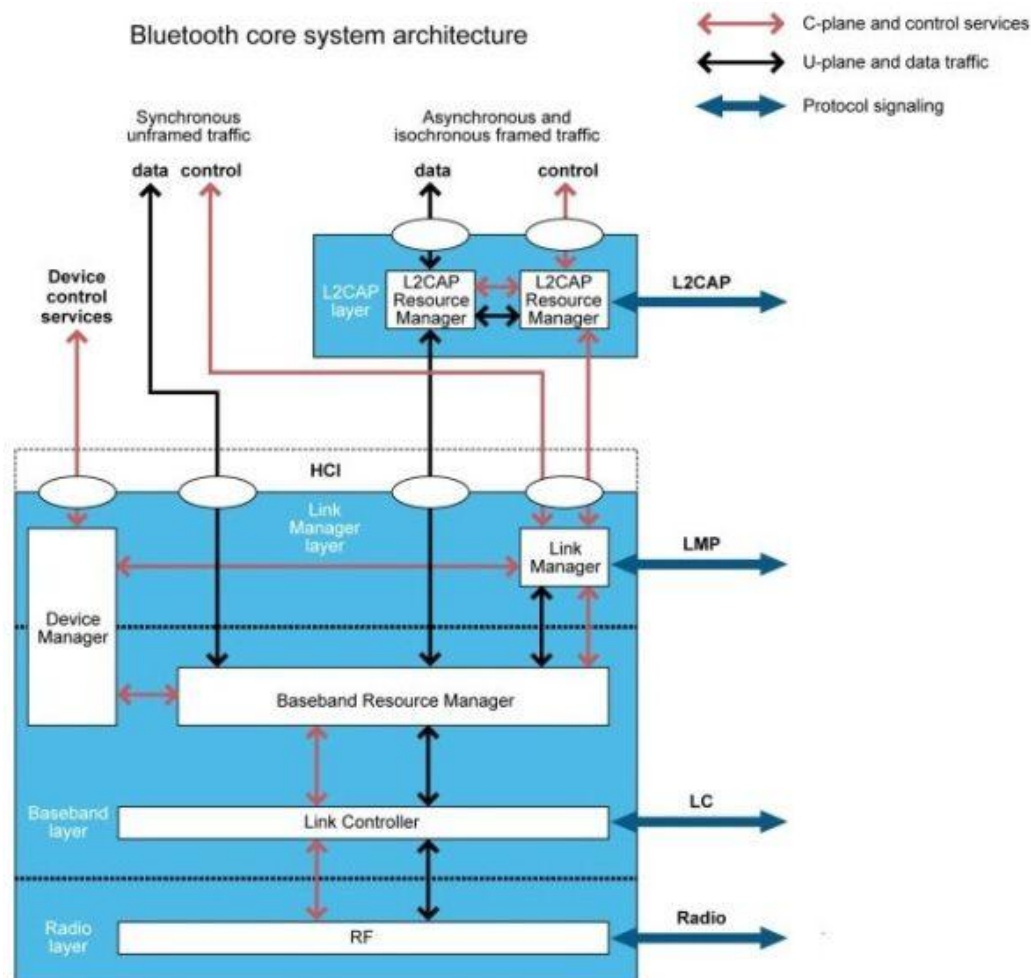 Bluetooth core system architecture
C-plane and control services
U-plane and data traffic
Protocol signaling
Synchronous
unframed traffic
data control
Asynchronous and
isochronous framed traffic
data
control
Device
control
services
L2CAP
layer
L2CAP
Resource
Manager
L2CAP
Resource
Manager
L2CAP
HCI
Link
Manager
layer
Link
Manager
LMP
Device
Manager
Baseband Resource Manager
Baseband
layer
Link Controller
LC
Radio
layer
RF
Radio